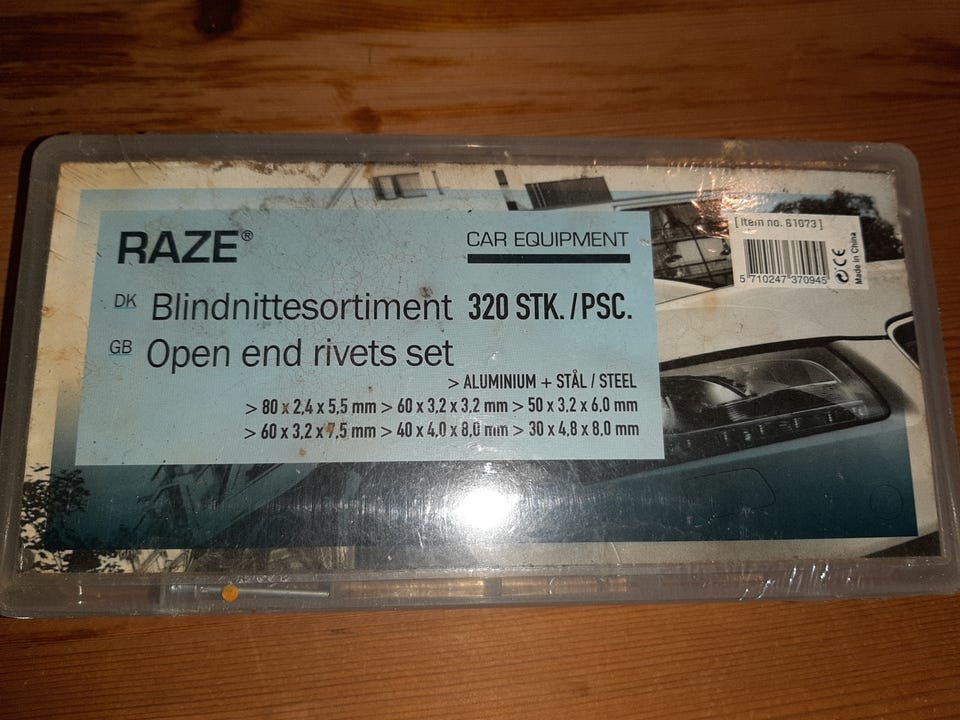 RAZE®
CAR EQUIPMENT
[Item no. 61073]
5 710247 370945
CE
Made in China
DK Blindnittesortiment 320 STK./PSC.
GB Open end rivets set
> ALUMINIUM + STÅL / STEEL
> 80 x 2,4 x 5,5 mm > 60 x 3,2 x 3,2 mm > 50 x 3,2 x 6,0 mm
> 60 x 3,2 x 7,5 mm > 40 x 4,0 x 8,0 mm > 30 x 4,8 x 8,0 mm